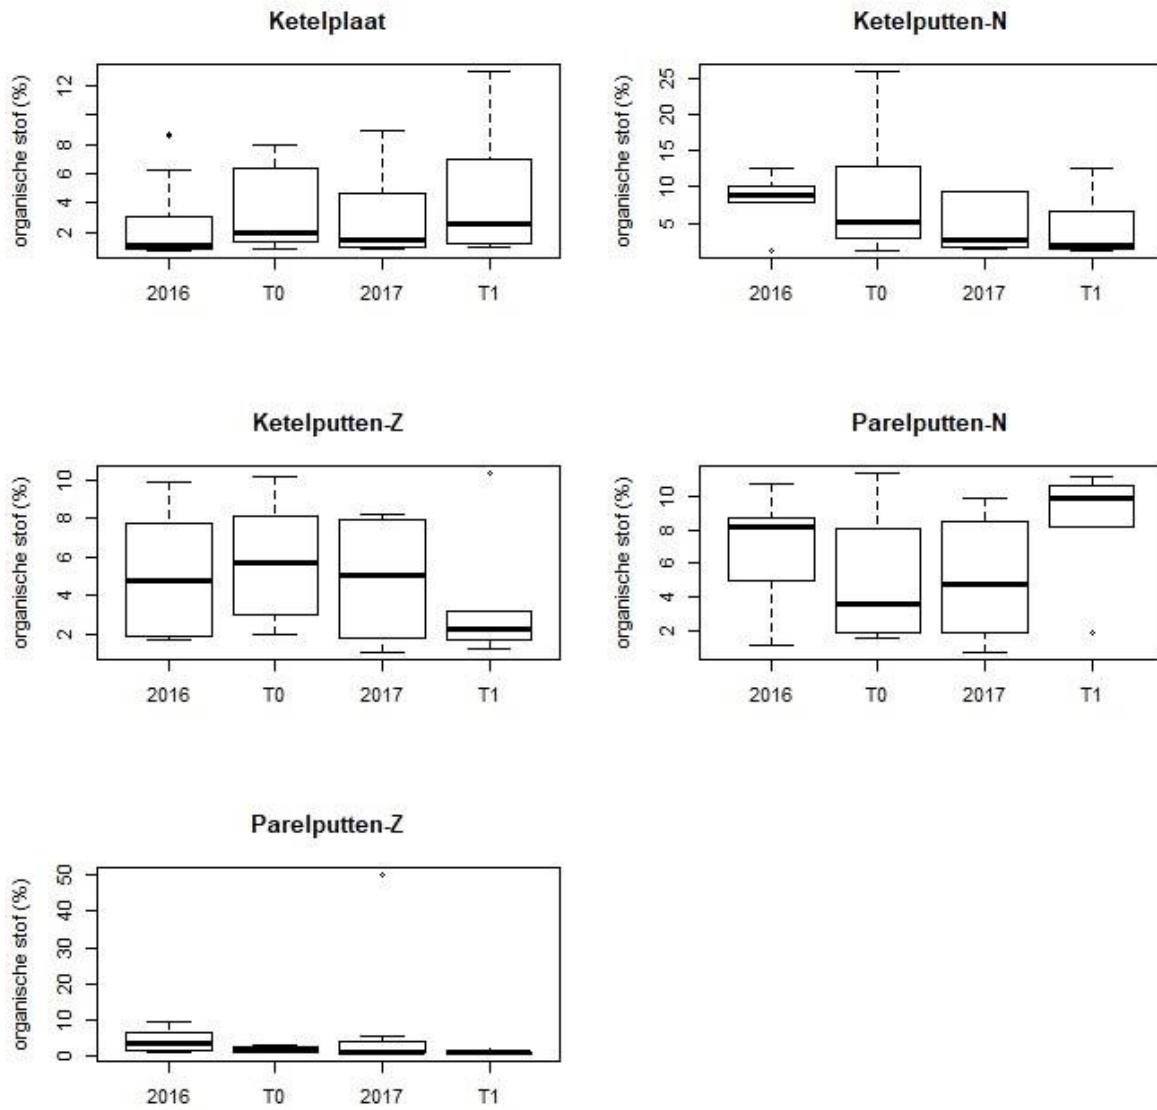 Ketelplaat
organische stof (%)
12
8
6
4
2
2016 T0 2017 T1
Ketelputten-N
organische stof (%)
25
20
15
10
5
2016 T0 2017 T1
Ketelputten-Z
organische stof (%)
10
8
6
4
2
2016 T0 2017 T1
Parelputten-N
organische stof (%)
10
8
6
4
2
2016 T0 2017 T1
Parelputten-Z
organische stof (%)
50
40
30
20
10
0
2016 T0 2017 T1